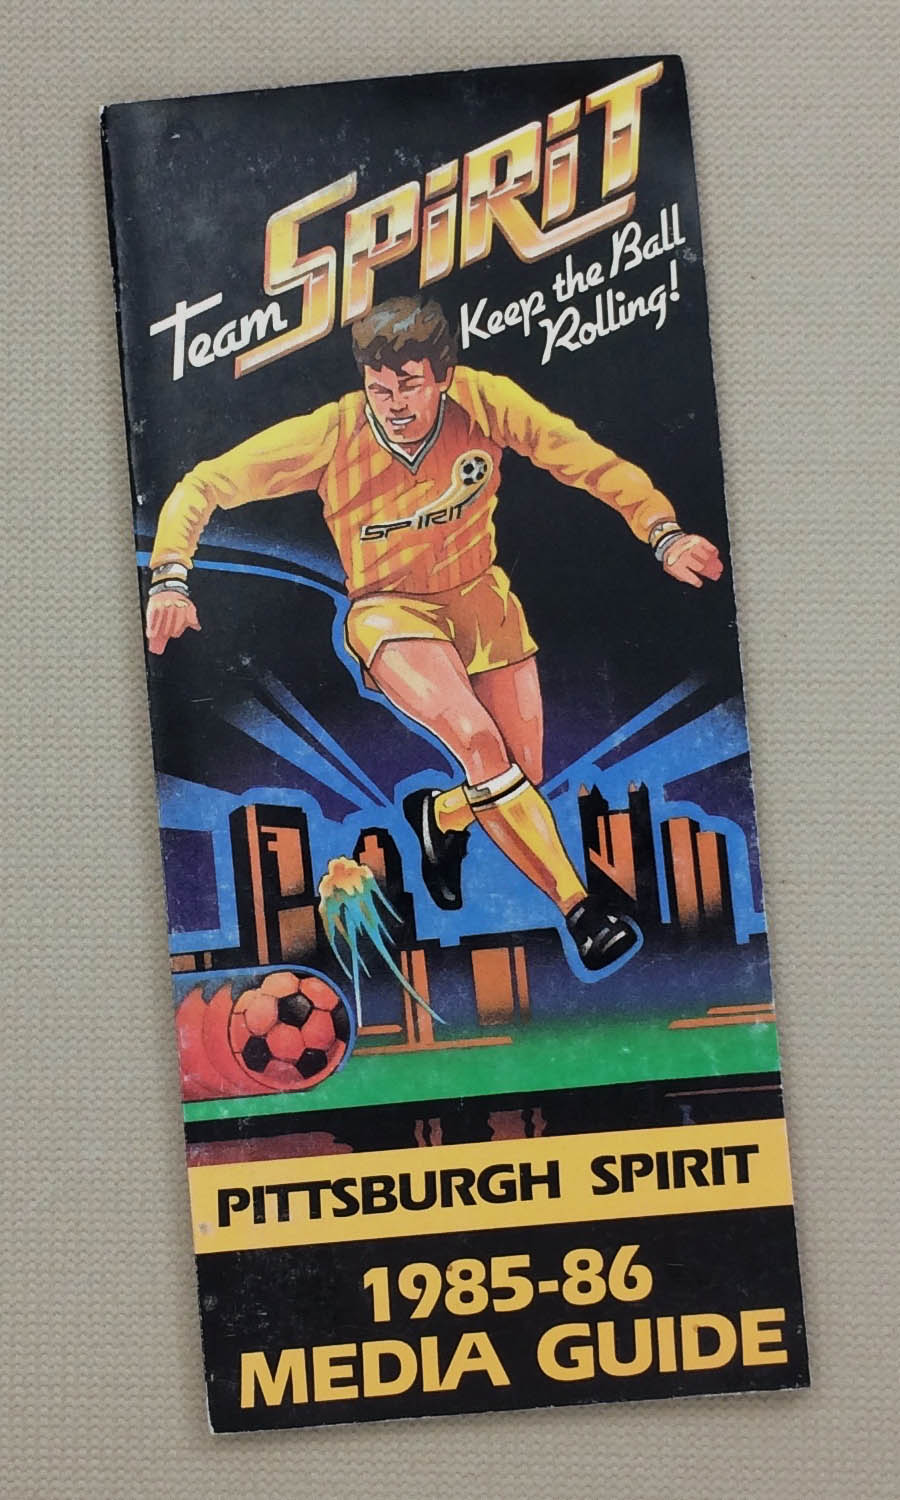 Team SPiRiT
Keep the Ball
Rolling!
SPIRIT
PITTSBURGH SPIRIT
1985-86
MEDIA GUIDE